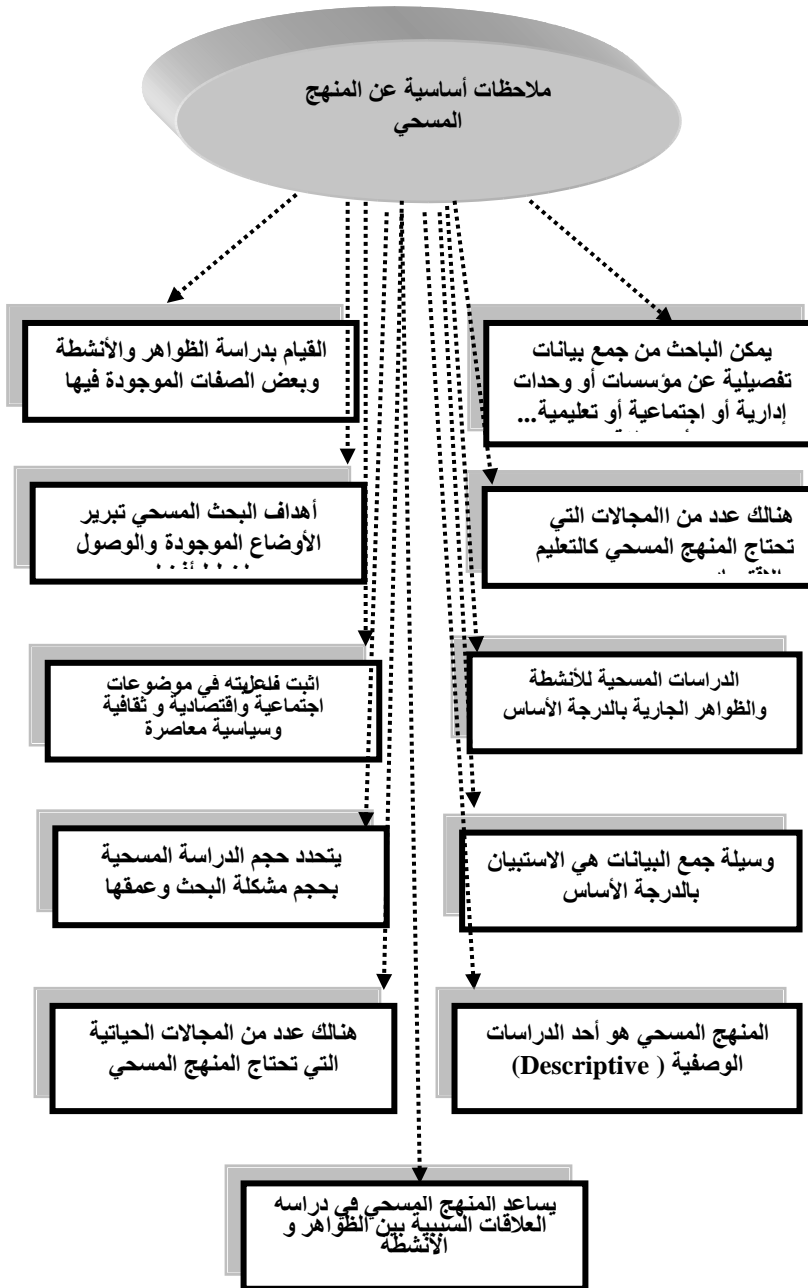 ملاحظات أساسية عن المنهج
المسحي
يمكن الباحث من جمع بيانات
تفصيلية عن مؤسسات أو وحدات
إدارية أو اجتماعية أو تعليمية...
القيام بدراسة الظواهر والأنشطة
وبعض الصفات الموجودة فيها
هنالك عدد من االمجالات التي
تحتاج المنهج المسحي كالتعليم
أهداف البحث المسحي تبرير
الأوضاع الموجودة والوصول
الدراسات المسحية للأنشطة
والظواهر الجارية بالدرجة الأساس
اثبت فاعليته في موضوعات
اجتماعية واقتصادية و ثقافية
وسياسية معاصرة
وسيلة جمع البيانات هي الاستبيان
بالدرجة الأساس
يتحدد حجم الدراسة المسحية
بحجم مشكلة البحث وعمقها
المنهج المسحي هو أحد الدراسات
الوصفية ( Descriptive)
هنالك عدد من المجالات الحياتية
التي تحتاج المنهج المسحي
يساعد المنهج المسحي في دراسه
العلاقات السببية بين الظواهر و
الأنشطة